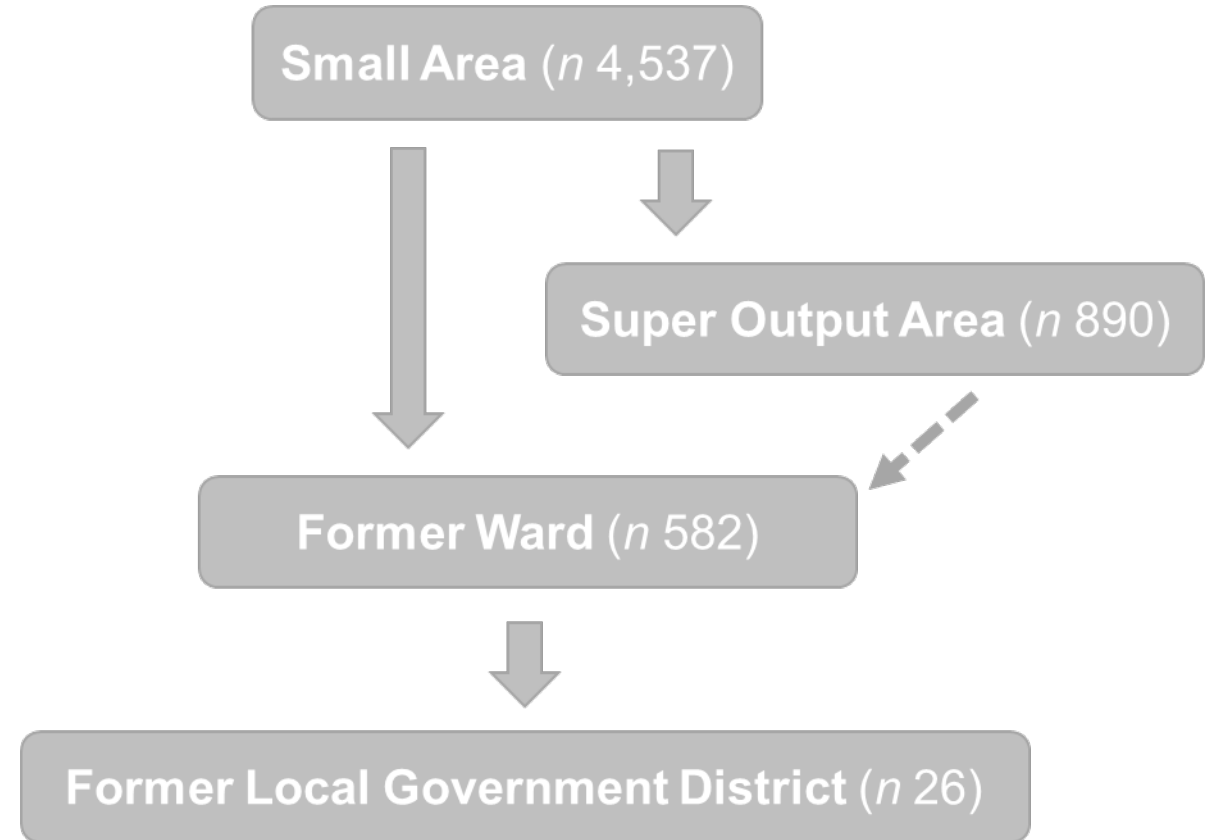 Small Area (n 4,537)
Super Output Area (n 890)
Former Ward (n 582)
Former Local Government District (n 26)